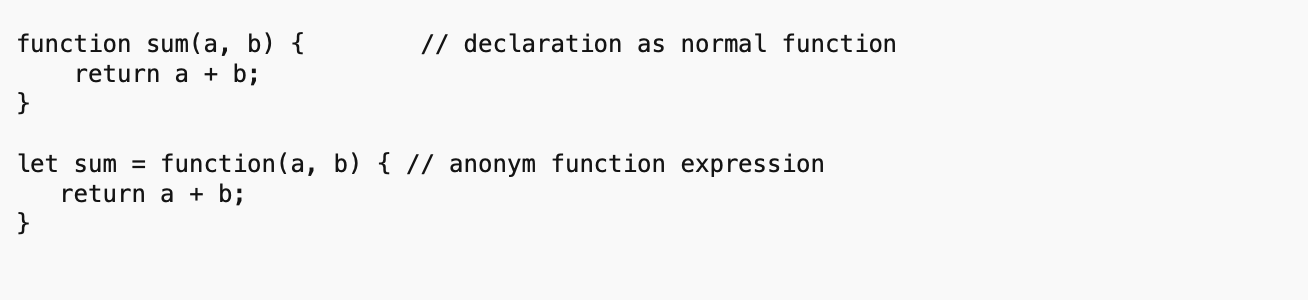 function sum(a, b) {        // declaration as normal function
    return a + b;
}

let sum = function(a, b) { // anonym function expression
   return a + b;
}